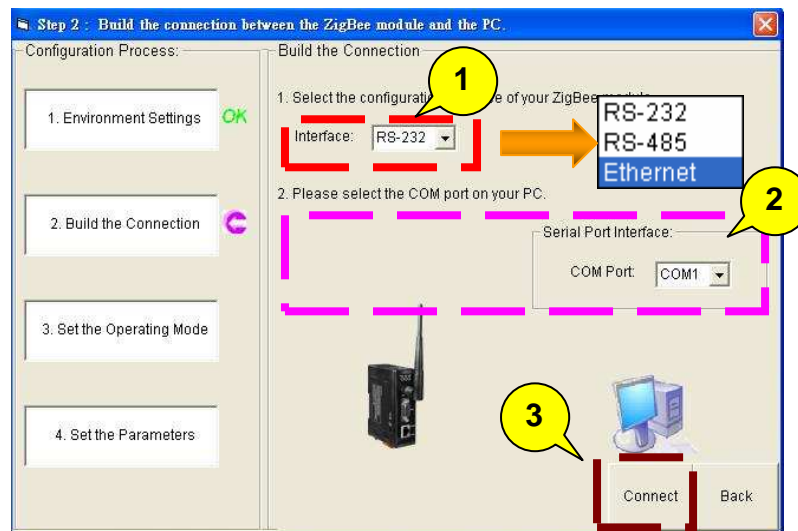 Step 2 : Build the connection between the ZigBee module and the PC.
Configuration Process:
1. Environment Settings
OK
2. Build the Connection
3. Set the Operating Mode
4. Set the Parameters
Build the Connection
1. Select the configuration of your ZigBee module
Interface: RS-232
RS-232
RS-485
Ethernet
1
2. Please select the COM port on your PC.
2
Serial Port Interface:
COM Port: COM1
3
Connect
Back